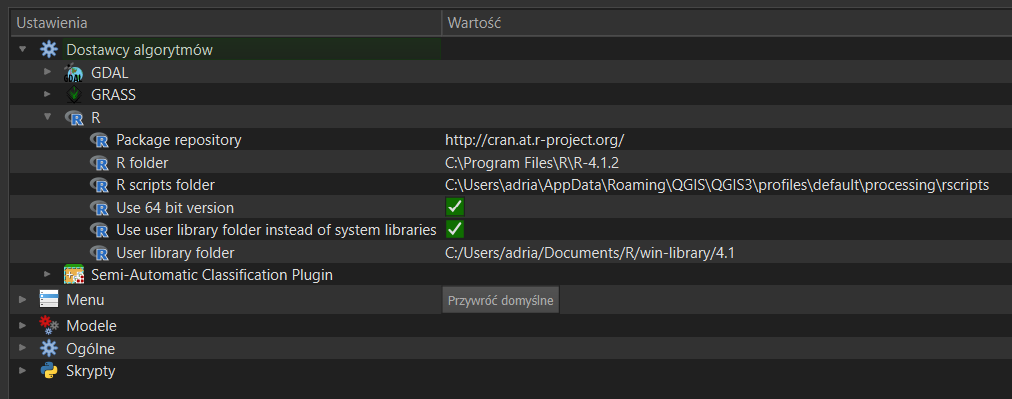 Ustawienia Wartość
Dostawcy algorytmów
GDAL
GRASS
R
Package repository http://cran.at.r-project.org/
R folder C:\Program Files\R\R-4.1.2
R scripts folder C:\Users\adria\AppData\Roaming\QGIS\QGIS3\profiles\default\processing\rscripts
Use 64 bit version
Use user library folder instead of system libraries
User library folder C:/Users/adria/Documents/R/win-library/4.1
Semi-Automatic Classification Plugin
Menu Przywróć domyślne
Modele
Ogólne
Skrypty